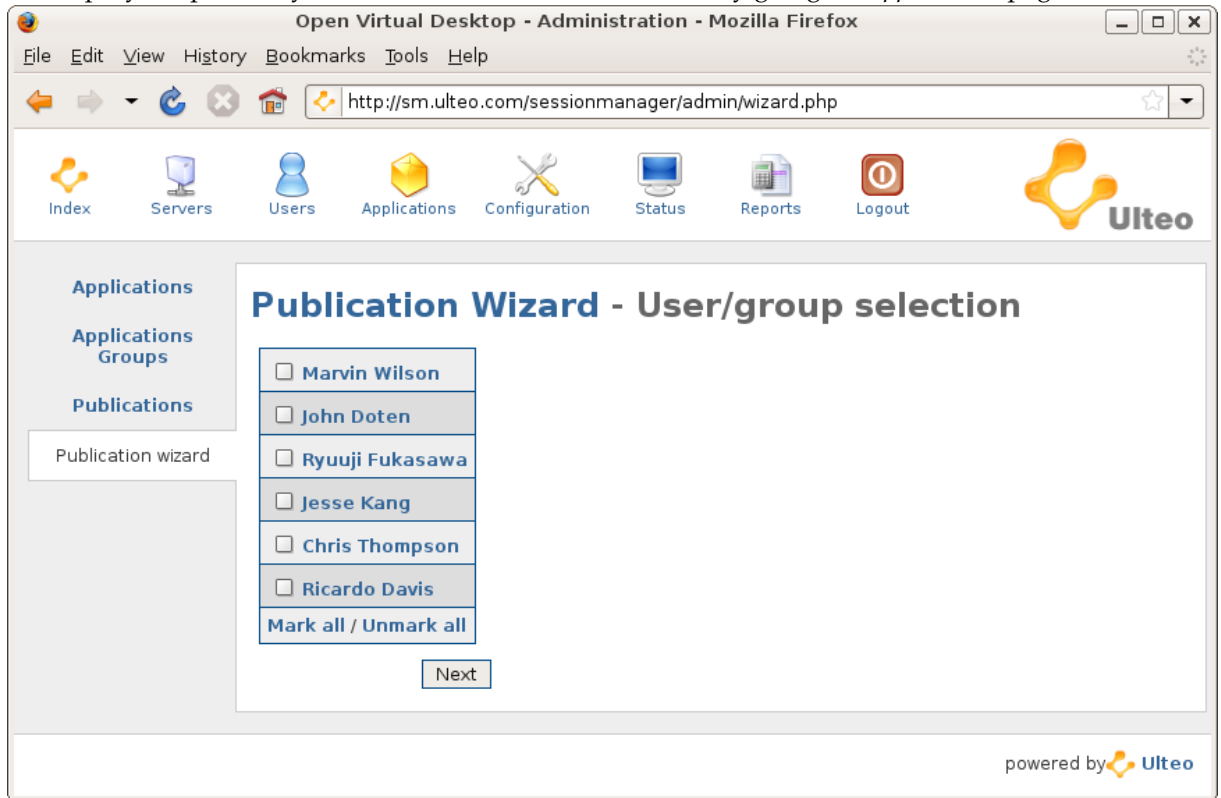 Open Virtual Desktop - Administration - Mozilla Firefox
File Edit View History Bookmarks Tools Help
http://sm.ulteo.com/sessionmanager/admin/wizard.php
Index Servers Users Applications Configuration Status Reports Logout
Ulteo
Applications
Applications
Groups
Publications
Publication wizard
Publication Wizard - User/group selection
Marvin Wilson
John Doten
Ryuuji Fukasawa
Jesse Kang
Chris Thompson
Ricardo Davis
Mark all / Unmark all
Next
powered by Ulteo